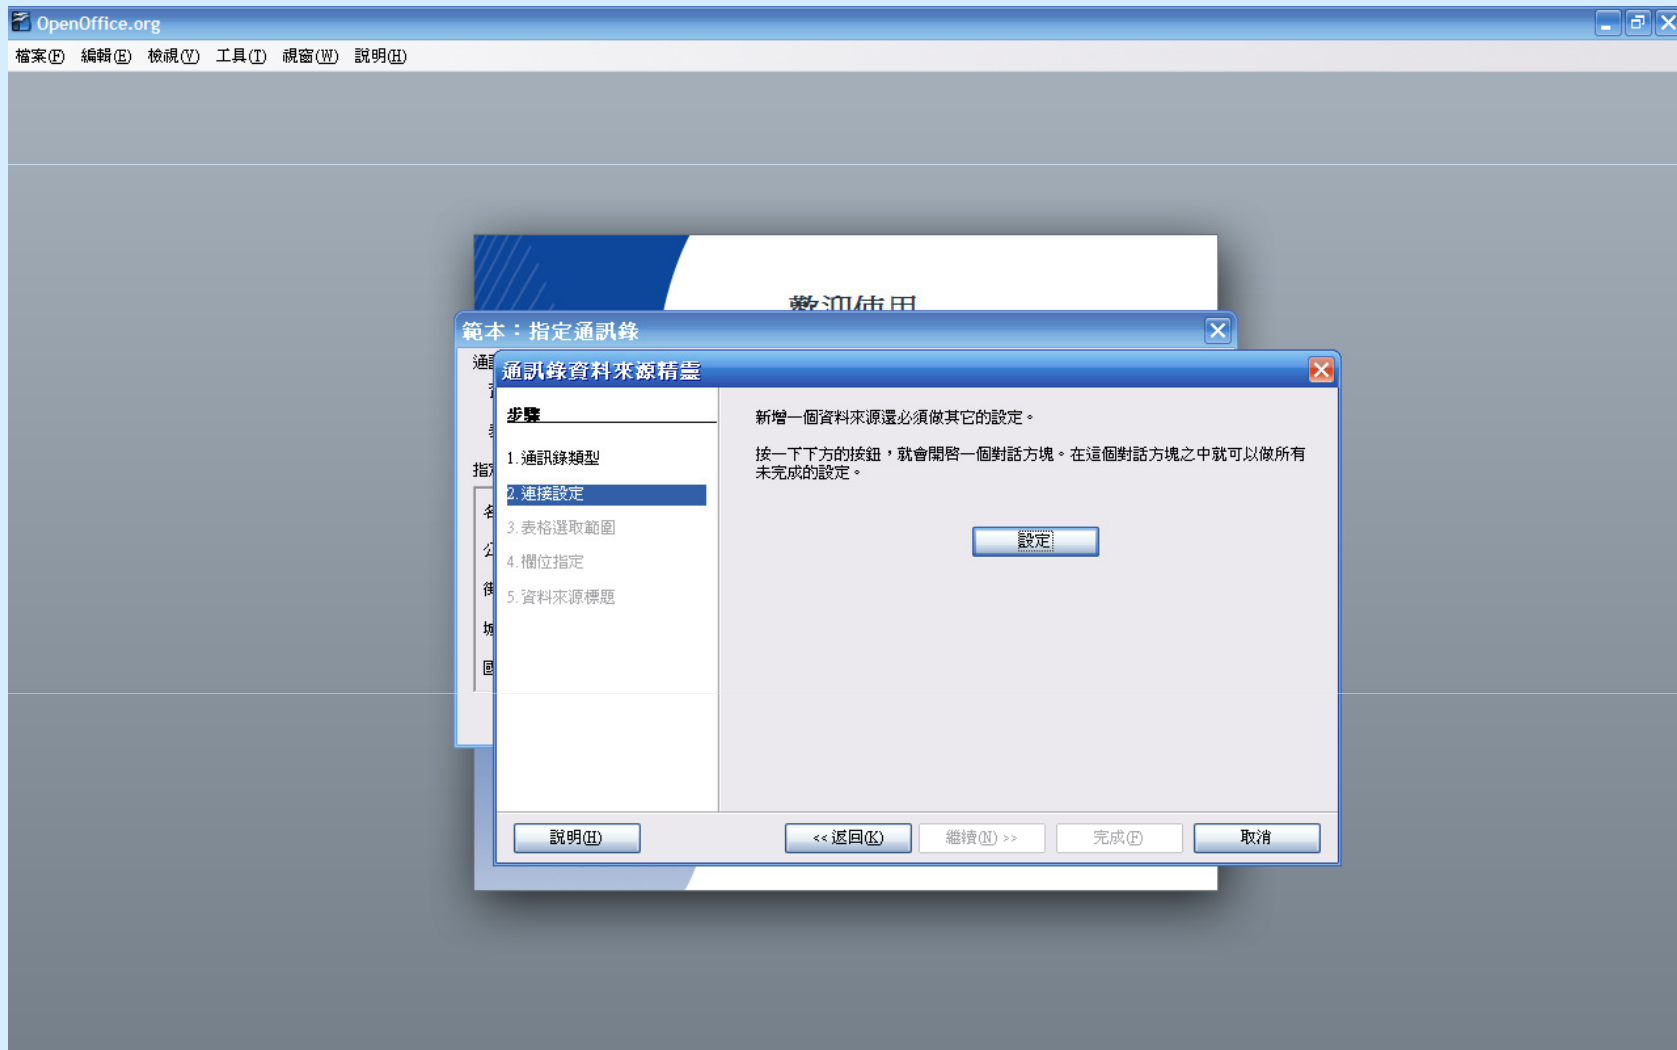 OpenOffice.org
檔案(F) 編輯(E) 檢視(V) 工具(T) 視窗(W) 說明(H)
歡迎使用
範本：指定通訊錄
通訊錄資料來源精靈
步驟
1.通訊錄類型
2.連接設定
3.表格選取範圍
4.欄位指定
5.資料來源標題
新增一個資料來源還必須做其它的設定。
按一下下方的按鈕，就會開啓一個對話方塊。在這個對話方塊之中就可以做所有
未完成的設定。
設定
說明(H)
<< 返回(K)
繼續(N) >>
完成(F)
取消